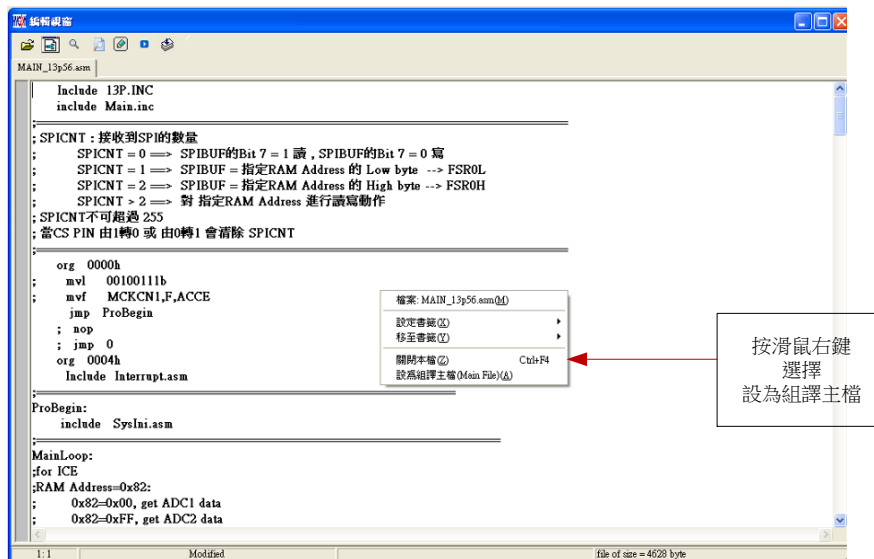 編輯視窗
MAIN_13p56.asm
Include 13P.INC
include Main.inc
;
; SPICNT : 接收到SPI的數量
; SPICNT = 0 ==> SPIBUF的Bit 7 = 1 讀 , SPIBUF的Bit 7 = 0 寫
; SPICNT = 1 ==> SPIBUF = 指定RAM Address 的 Low byte --> FSR0L
; SPICNT = 2 ==> SPIBUF = 指定RAM Address 的 High byte --> FSR0H
; SPICNT > 2 ==> 對 指定RAM Address 進行讀寫動作
; SPICNT不可超過 255
; 當CS PIN 由1轉0 或 由0轉1 會清除 SPICNT
;
org 0000h
; mvl 00100111b
; mvf MCKCN1,F,ACCE
jmp ProBegin
; nop
; jmp 0
org 0004h
Include Interrupt.asm
;
ProBegin:
include SysIni.asm
;
MainLoop:
;for ICE
;RAM Address=0x82:
; 0x82=0x00, get ADC1 data
; 0x82=0xFF, get ADC2 data
檔案: MAIN_13p56.asm(M)
設定書籤(X)
移至書籤(Y)
關閉本檔(Z) Ctrl+F4
設爲組譯主檔(Main File)(A)
按滑鼠右鍵
選擇
設為組譯主檔
1: 1 Modified file of size = 4628 byte